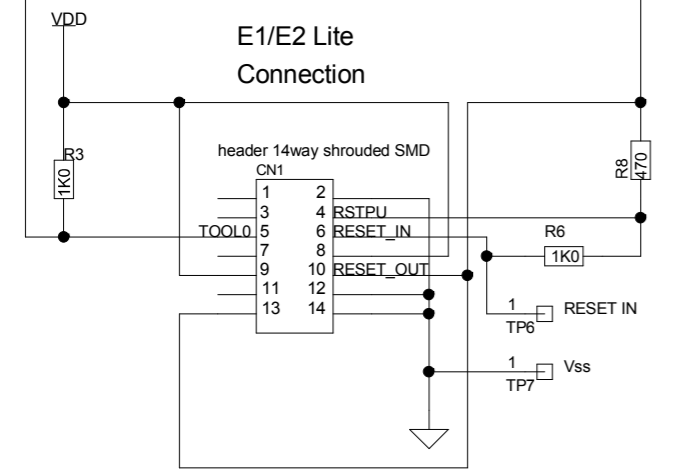 VDD
E1/E2 Lite
Connection
header 14way shrouded SMD
CN1
R3
1K0
R8
470
1 2
3 4 RSTPU
TOOL0 5 6 RESET_IN
7 8
9 10 RESET_OUT
11 12
13 14
R6
1K0
1 RESET IN
TP6
1 Vss
TP7